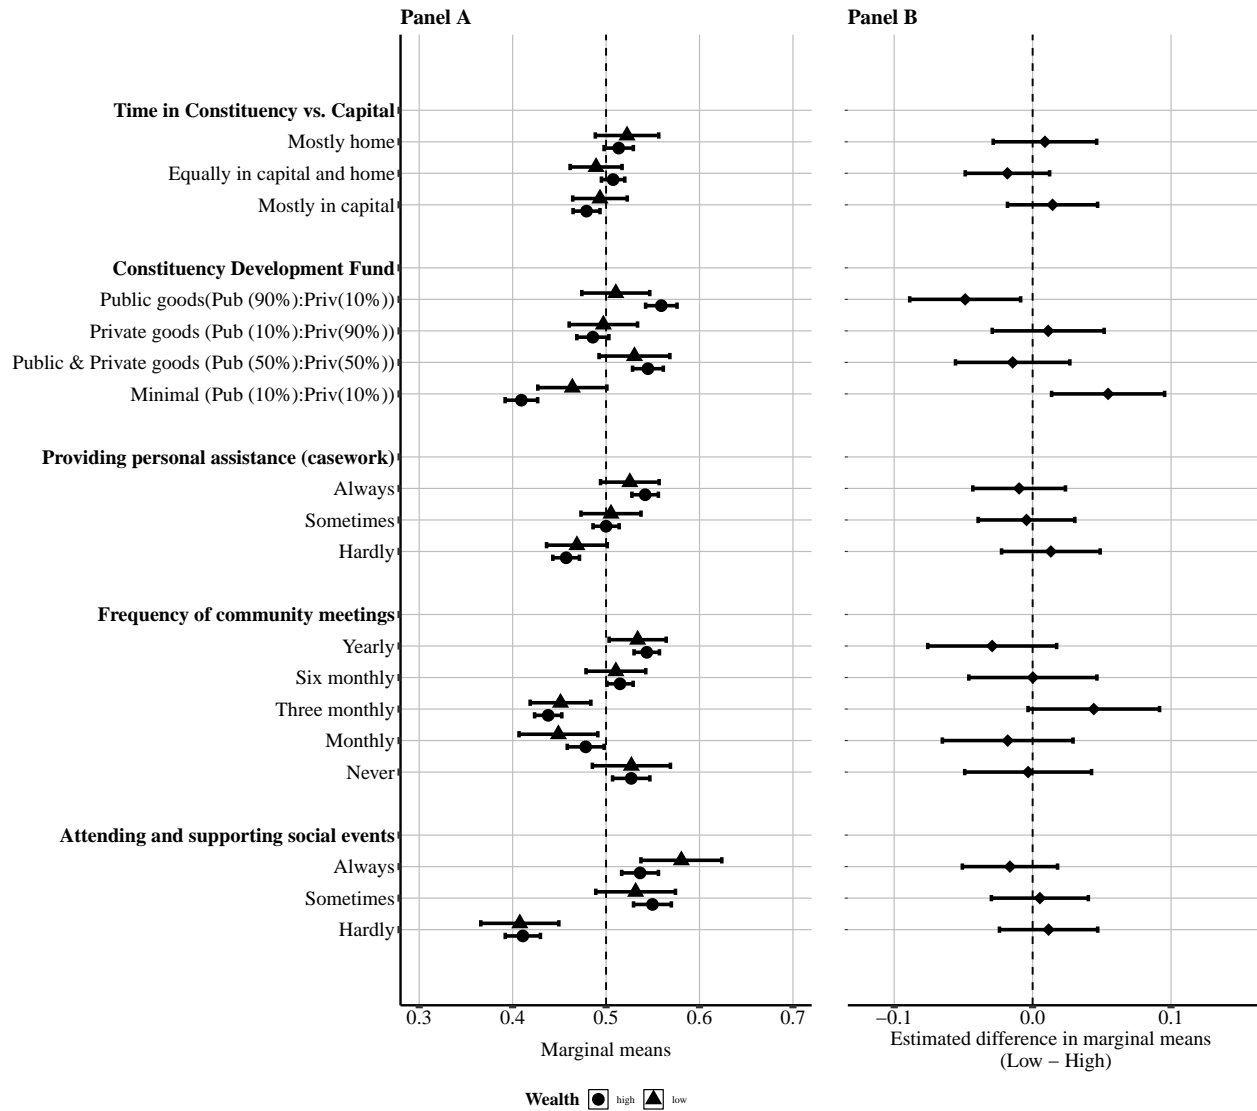 Panel A
Panel B
Time in Constituency vs. Capital
Mostly home
Equally in capital and home
Mostly in capital
Constituency Development Fund
Public goods(Pub (90%):Priv(10%))
Private goods (Pub (10%):Priv(90%))
Public & Private goods (Pub (50%):Priv(50%))
Minimal (Pub (10%):Priv(10%))
Providing personal assistance (casework)
Always
Sometimes
Hardly
Frequency of community meetings
Yearly
Six monthly
Three monthly
Monthly
Never
Attending and supporting social events
Always
Sometimes
Hardly
0.3 0.4 0.5 0.6 0.7
Marginal means
−0.1 0.0 0.1
Estimated difference in marginal means
(Low − High)
Wealth high low